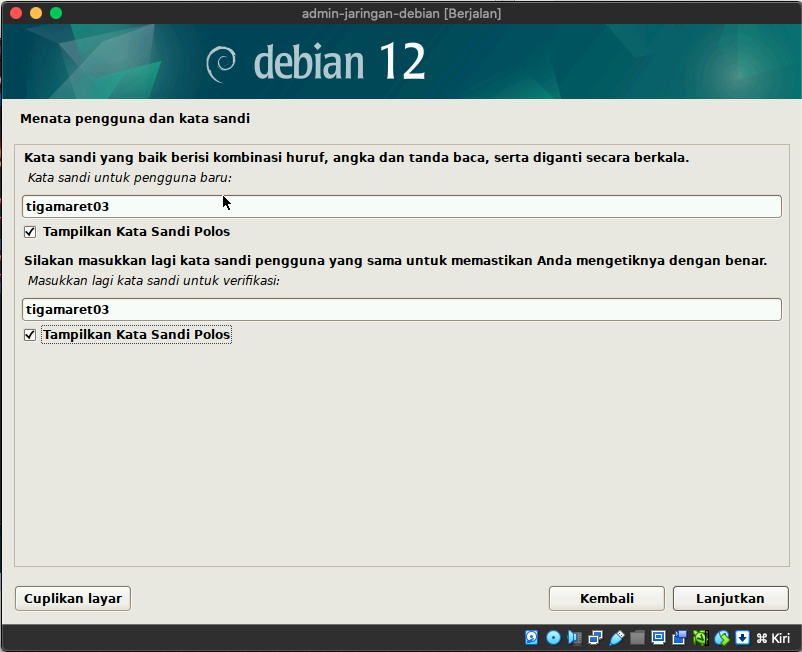 admin-jaringan-debian [Berjalan]
debian 12
Menata pengguna dan kata sandi
Kata sandi yang baik berisi kombinasi huruf, angka dan tanda baca, serta diganti secara berkala.
Kata sandi untuk pengguna baru:
tigamaret03
Tampilkan Kata Sandi Polos
Silakan masukkan lagi kata sandi pengguna yang sama untuk memastikan Anda mengetiknya dengan benar.
Masukkan lagi kata sandi untuk verifikasi:
tigamaret03
Tampilkan Kata Sandi Polos
Cuplikan layar
Kembali
Lanjutkan
⌘ Kiri